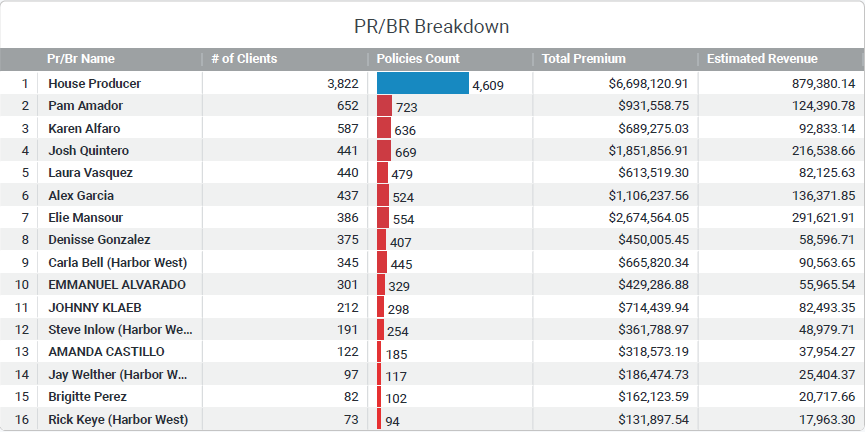 PR/BR Breakdown
Pr/Br Name # of Clients Policies Count Total Premium Estimated Revenue
1 House Producer 3,822 4,609 $6,698,120.91 879,380.14
2 Pam Amador 652 723 $931,558.75 124,390.78
3 Karen Alfaro 587 636 $689,275.03 92,833.14
4 Josh Quintero 441 669 $1,851,856.91 216,538.66
5 Laura Vasquez 440 479 $613,519.30 82,125.63
6 Alex Garcia 437 524 $1,106,237.56 136,371.85
7 Elie Mansour 386 554 $2,674,564.05 291,621.91
8 Denisse Gonzalez 375 407 $450,005.45 58,596.71
9 Carla Bell (Harbor West) 345 445 $665,820.34 90,563.65
10 EMMANUEL ALVARADO 301 329 $429,286.88 55,965.54
11 JOHNNY KLAEB 212 298 $714,439.94 82,493.35
12 Steve Inlow (Harbor We... 191 254 $361,788.97 48,979.71
13 AMANDA CASTILLO 122 185 $318,573.19 37,954.27
14 Jay Welther (Harbor W... 97 117 $186,474.73 25,404.37
15 Brigitte Perez 82 102 $162,123.59 20,717.66
16 Rick Keye (Harbor West) 73 94 $131,897.54 17,963.30